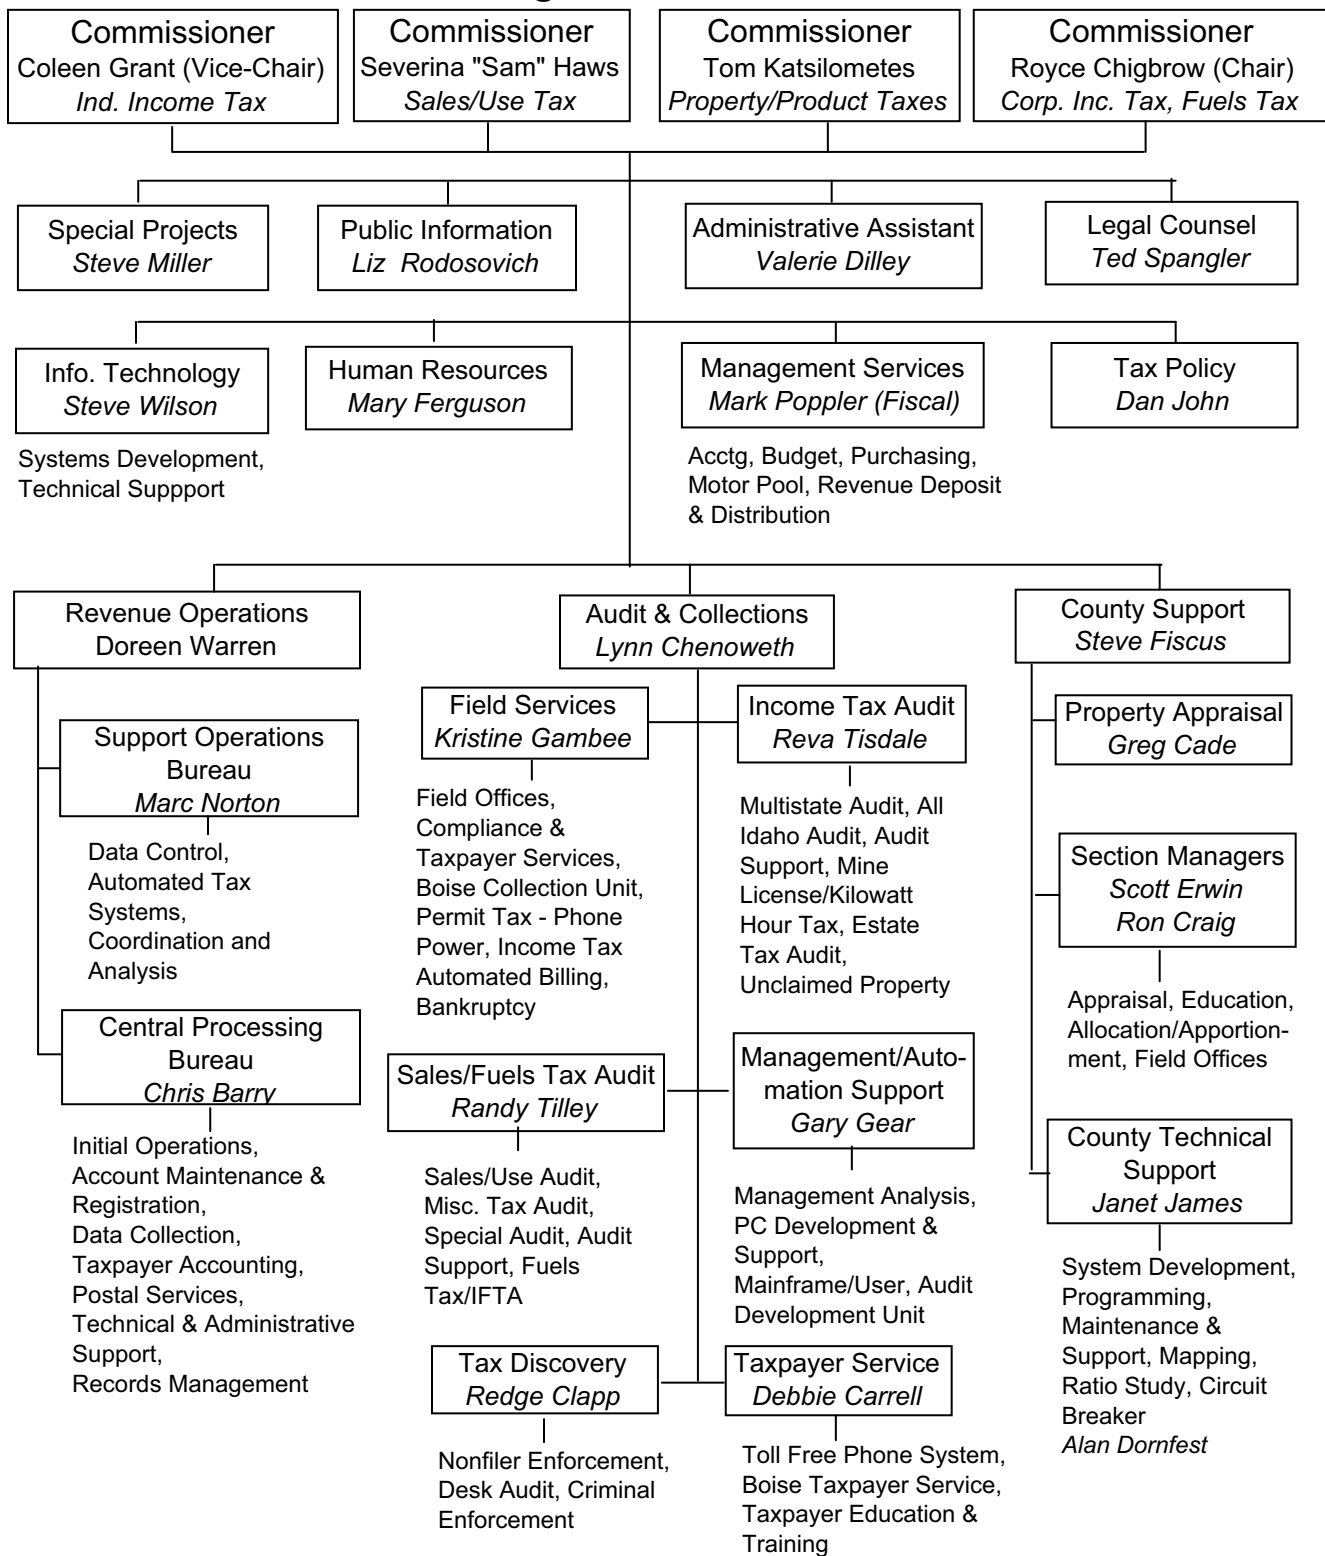 Commissioner
Coleen Grant (Vice-Chair)
Ind. Income Tax
Commissioner
Severina "Sam" Haws
Sales/Use Tax
Commissioner
Tom Katsilometes
Property/Product Taxes
Commissioner
Royce Chigbrow (Chair)
Corp. Inc. Tax, Fuels Tax
Special Projects
Steve Miller
Public Information
Liz Rodosovich
Administrative Assistant
Valerie Dilley
Legal Counsel
Ted Spangler
Info. Technology
Steve Wilson
Systems Development,
Technical Suppport
Human Resources
Mary Ferguson
Management Services
Mark Poppler (Fiscal)
Acctg, Budget, Purchasing,
Motor Pool, Revenue Deposit
& Distribution
Tax Policy
Dan John
Revenue Operations
Doreen Warren
Support Operations
Bureau
Marc Norton
Data Control,
Automated Tax
Systems,
Coordination and
Analysis
Central Processing
Bureau
Chris Barry
Initial Operations,
Account Maintenance &
Registration,
Data Collection,
Taxpayer Accounting,
Postal Services,
Technical & Administrative
Support,
Records Management
Audit & Collections
Lynn Chenoweth
Field Services
Kristine Gambee
Field Offices,
Compliance &
Taxpayer Services,
Boise Collection Unit,
Permit Tax - Phone
Power, Income Tax
Automated Billing,
Bankruptcy
Income Tax Audit
Reva Tisdale
Multistate Audit, All
Idaho Audit, Audit
Support, Mine
License/Kilowatt
Hour Tax, Estate
Tax Audit,
Unclaimed Property
Sales/Fuels Tax Audit
Randy Tilley
Sales/Use Audit,
Misc. Tax Audit,
Special Audit, Audit
Support, Fuels
Tax/IFTA
Management/Auto-
mation Support
Gary Gear
Management Analysis,
PC Development &
Support,
Mainframe/User, Audit
Development Unit
Tax Discovery
Redge Clapp
Nonfiler Enforcement,
Desk Audit, Criminal
Enforcement
Taxpayer Service
Debbie Carrell
Toll Free Phone System,
Boise Taxpayer Service,
Taxpayer Education &
Training
County Support
Steve Fiscus
Property Appraisal
Greg Cade
Section Managers
Scott Erwin
Ron Craig
Appraisal, Education,
Allocation/Apportion-
ment, Field Offices
County Technical
Support
Janet James
System Development,
Programming,
Maintenance &
Support, Mapping,
Ratio Study, Circuit
Breaker
Alan Dornfest